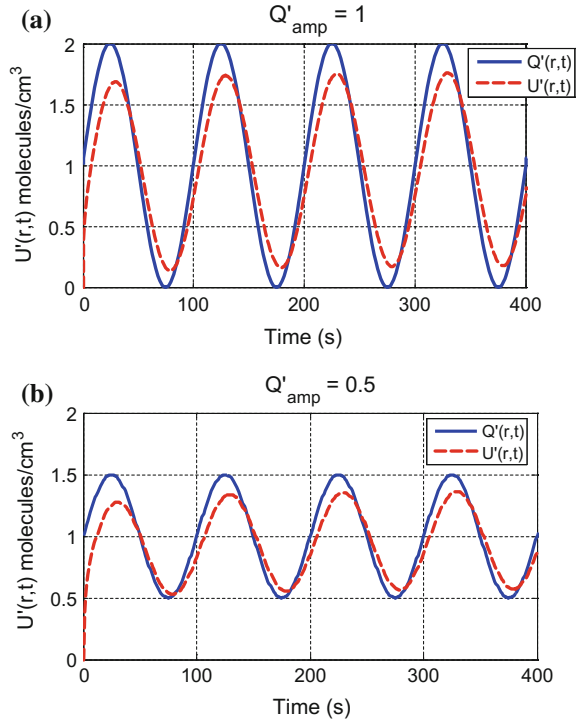 (a)
Q'amp = 1
U'(r,t) molecules/cm³
2
1.5
1
0.5
0
0 100 200 300 400
Time (s)
Q'(r,t)
U'(r,t)
(b)
Q'amp = 0.5
U'(r,t) molecules/cm³
2
1.5
1
0.5
0
0 100 200 300 400
Time (s)
Q'(r,t)
U'(r,t)